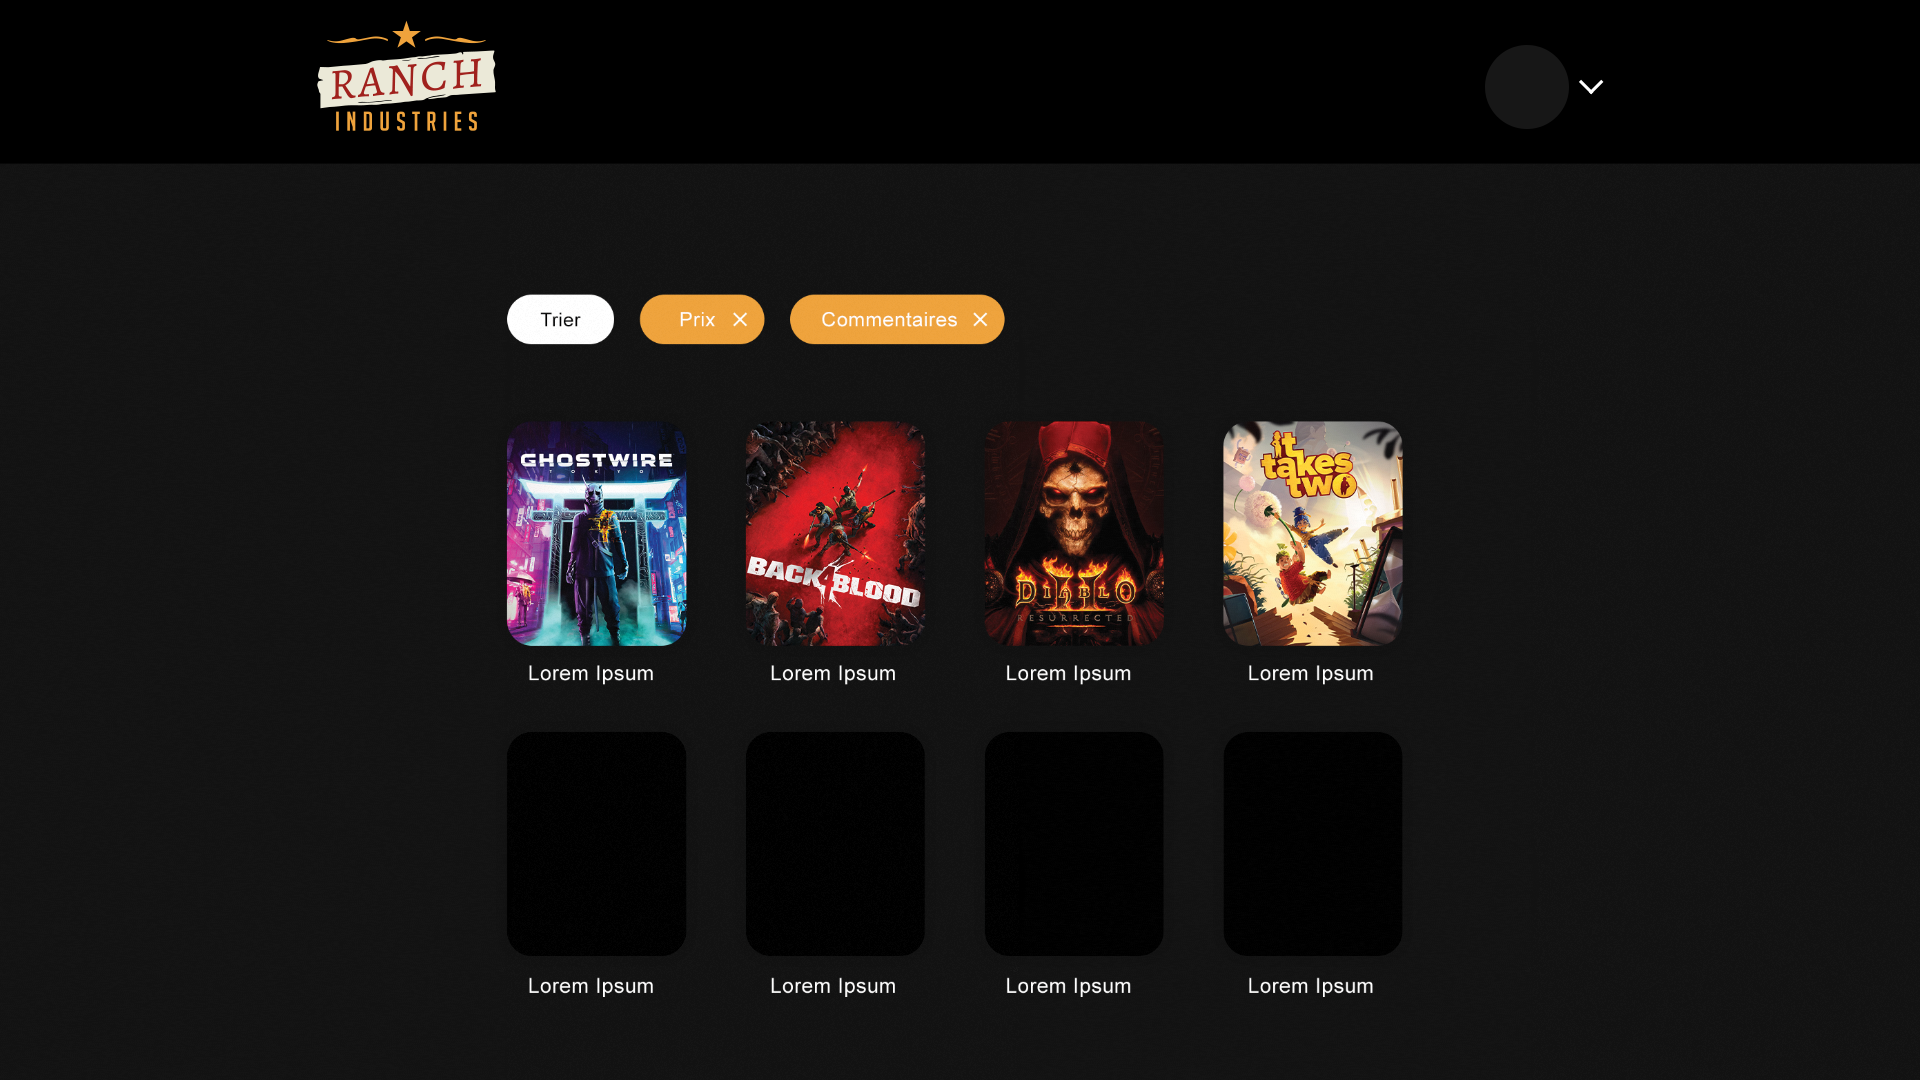 RANCH
INDUSTRIES
Trier
Prix
Commentaires
GHOSTWIRE
TOKYO
BACK 4 BLOOD
DIABLO II
RESURRECTED
it
takes
two
Lorem Ipsum
Lorem Ipsum
Lorem Ipsum
Lorem Ipsum
Lorem Ipsum
Lorem Ipsum
Lorem Ipsum
Lorem Ipsum